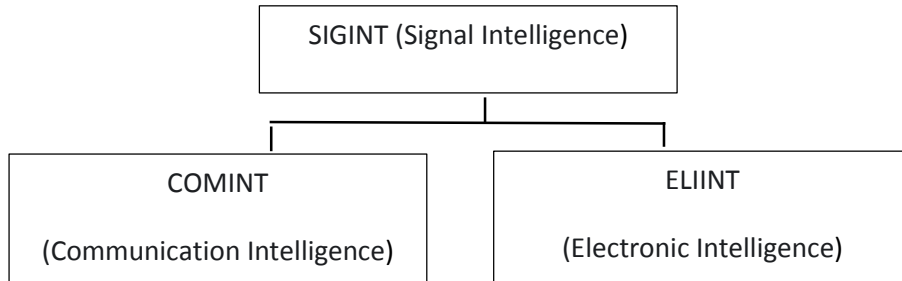 SIGINT (Signal Intelligence)
COMINT
(Communication Intelligence)
ELIINT
(Electronic Intelligence)